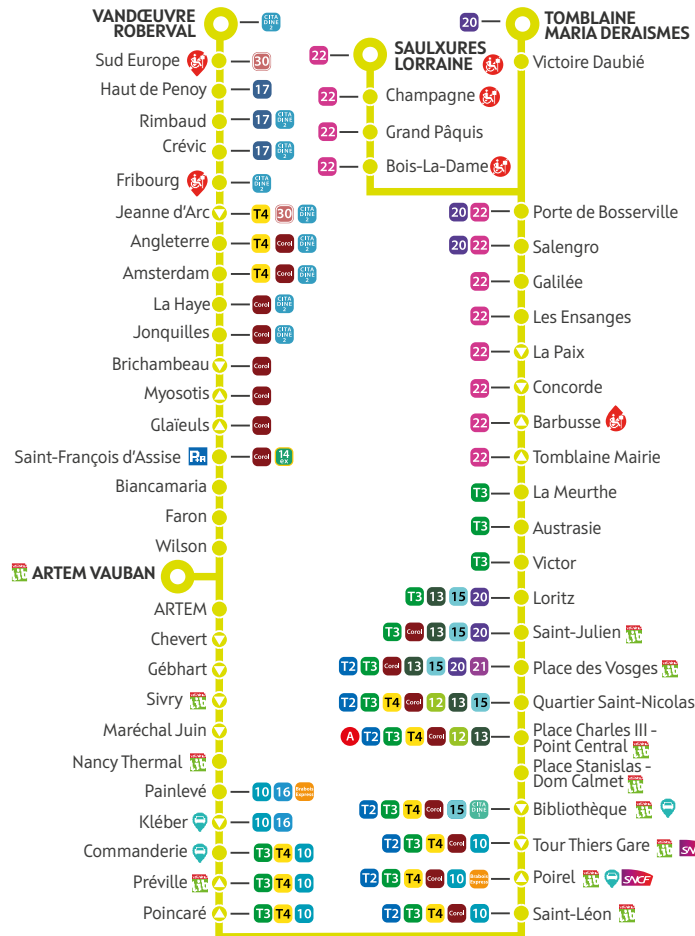 VANDŒUVRE
ROBERVAL
CITA
DINE
2
Sud Europe 30
Haut de Penoy 17
Rimbaud 17 CITA DINE 2
Crévic 17 CITA DINE 2
Fribourg CITA DINE 2
Jeanne d'Arc T4 30 CITA DINE 2
Angleterre T4 Corol CITA DINE 2
Amsterdam T4 Corol CITA DINE 2
La Haye Corol CITA DINE 2
Jonquilles Corol CITA DINE 2
Brichambeau Corol
Myosotis Corol
Glaïeuls Corol
Saint-François d'Assise P+R Corol 14 ex
Biancamaria
Faron
Wilson
ARTEM VAUBAN
ARTEM
Chevert
Gébhart
Sivry
Maréchal Juin
Nancy Thermal
Painlevé 10 16 Brabois Express
Kléber 10 16
Commanderie T3 T4 10
Préville T3 T4 10
Poincaré T3 T4 10
22 SAULXURES
LORRAINE
22 Champagne
22 Grand Pâquis
22 Bois-La-Dame
20 TOMBLAINE
MARIA DERAISMES
Victoire Daubié
20 22 Porte de Bosserville
20 22 Salengro
22 Galilée
22 Les Ensanges
22 La Paix
22 Concorde
22 Barbusse
22 Tomblaine Mairie
T3 La Meurthe
T3 Austrasie
T3 Victor
T3 13 15 20 Loritz
T3 Corol 13 15 20 Saint-Julien
T2 T3 Corol 13 15 20 21 Place des Vosges
T2 T3 T4 Corol 12 13 15 Quartier Saint-Nicolas
A T2 T3 T4 Corol 12 13 Place Charles III -
Point Central
Place Stanislas -
Dom Calmet
T2 T3 T4 Corol 15 CITA DINE 1 Bibliothèque
T2 T3 T4 Corol 10 Tour Thiers Gare SN
T2 T3 T4 Corol 10 Brabois Express Poirel SNCF
T2 T3 T4 Corol 10 Saint-Léon